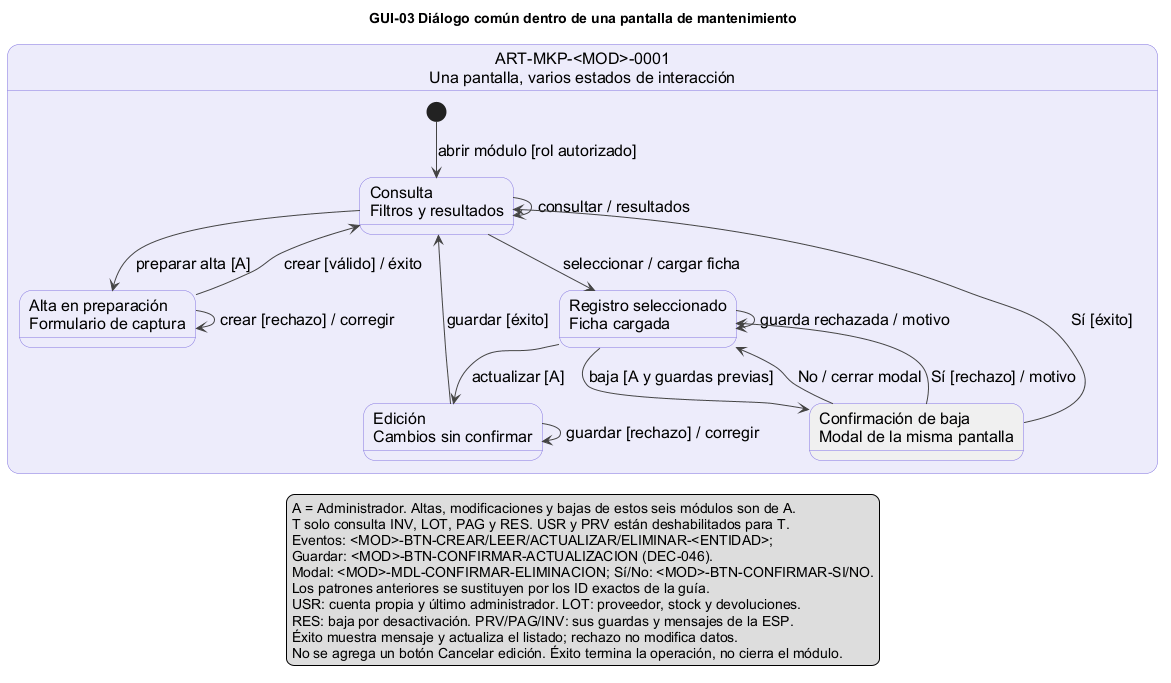 GUI-03 Diálogo común dentro de una pantalla de mantenimiento
ART-MKP-<MOD>-0001
Una pantalla, varios estados de interacción
abrir módulo [rol autorizado]
Consulta
Filtros y resultados
consultar / resultados
preparar alta [A]
crear [válido] / éxito
seleccionar / cargar ficha
Alta en preparación
Formulario de captura
crear [rechazo] / corregir
guardar [éxito]
Registro seleccionado
Ficha cargada
guarda rechazada / motivo
Sí [éxito]
actualizar [A]
baja [A y guardas previas]
No / cerrar modal
Sí [rechazo] / motivo
Edición
Cambios sin confirmar
guardar [rechazo] / corregir
Confirmación de baja
Modal de la misma pantalla
A = Administrador. Altas, modificaciones y bajas de estos seis módulos son de A.
T solo consulta INV, LOT, PAG y RES. USR y PRV están deshabilitados para T.
Eventos: <MOD>-BTN-CREAR/LEER/ACTUALIZAR/ELIMINAR-<ENTIDAD>;
Guardar: <MOD>-BTN-CONFIRMAR-ACTUALIZACION (DEC-046).
Modal: <MOD>-MDL-CONFIRMAR-ELIMINACION; Sí/No: <MOD>-BTN-CONFIRMAR-SI/NO.
Los patrones anteriores se sustituyen por los ID exactos de la guía.
USR: cuenta propia y último administrador. LOT: proveedor, stock y devoluciones.
RES: baja por desactivación. PRV/PAG/INV: sus guardas y mensajes de la ESP.
Éxito muestra mensaje y actualiza el listado; rechazo no modifica datos.
No se agrega un botón Cancelar edición. Éxito termina la operación, no cierra el módulo.